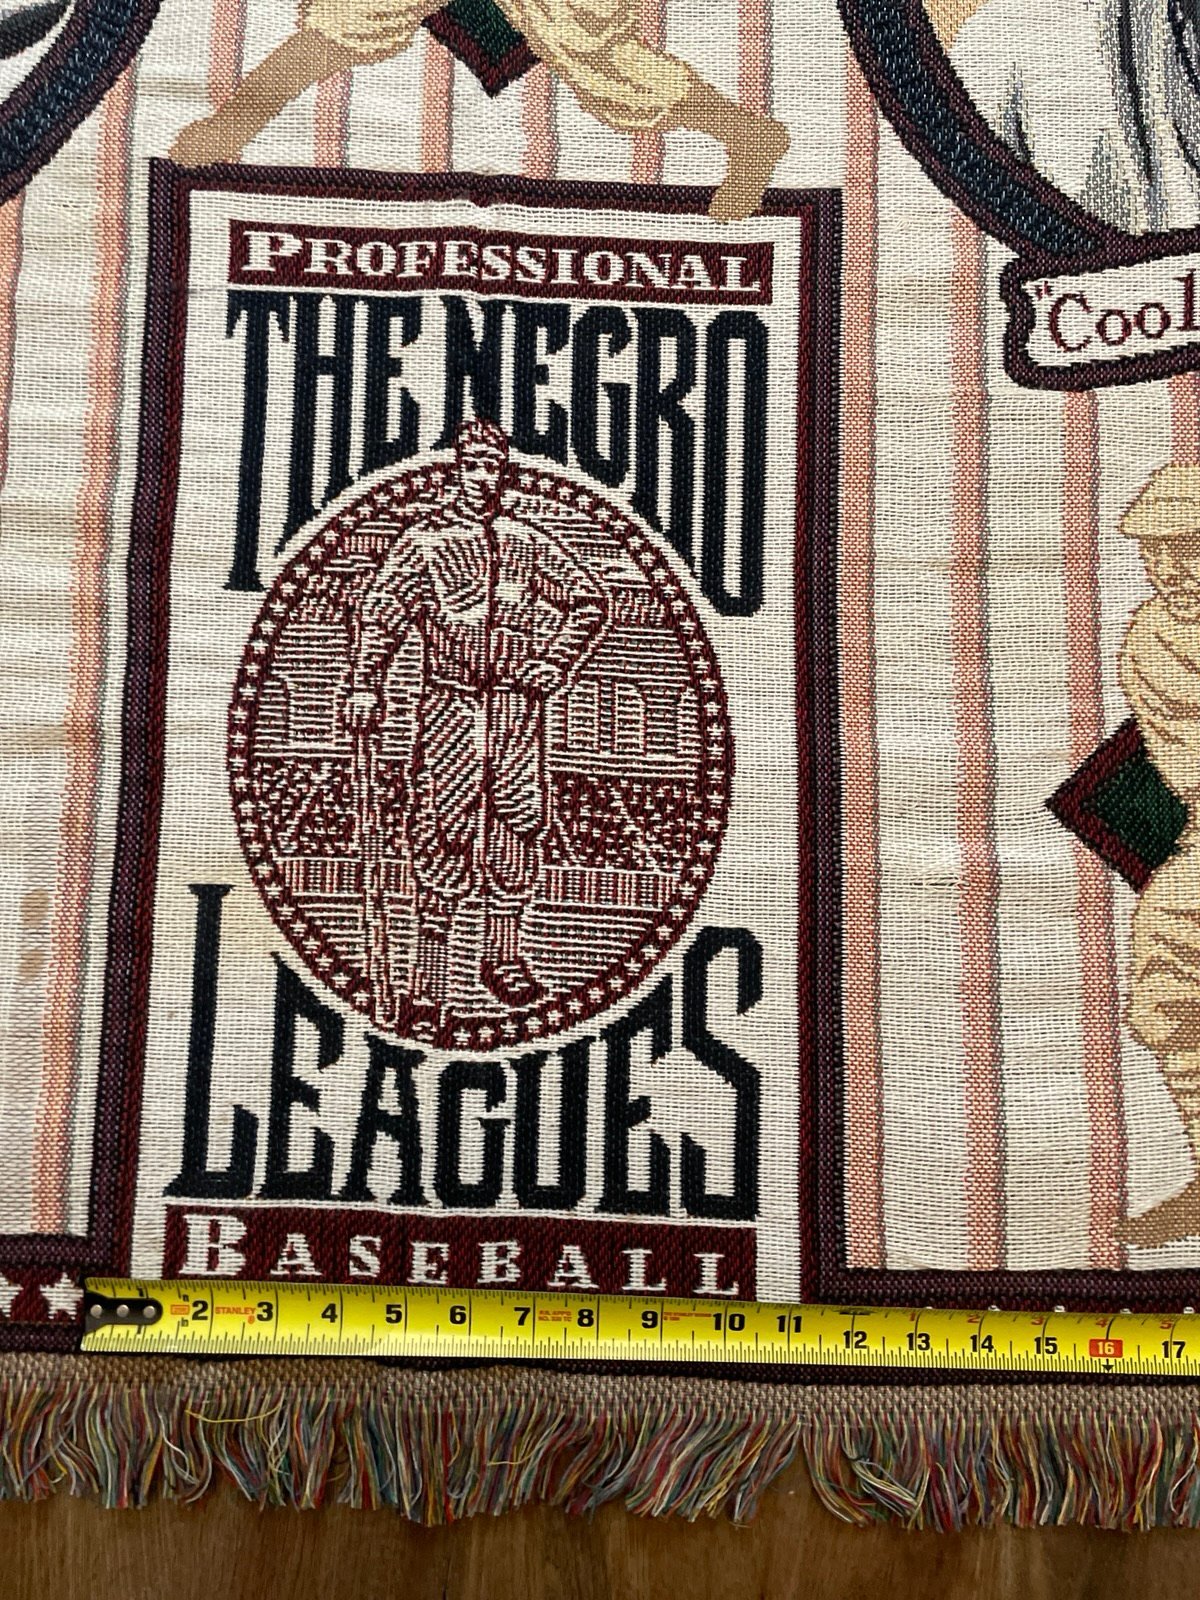 PROFESSIONAL
THE NEGRO
LEAGUES
BASEBALL
"Cool
2 3 4 5 6 7 8 9 10 11 12 13 14 15 16 17
STANLEY